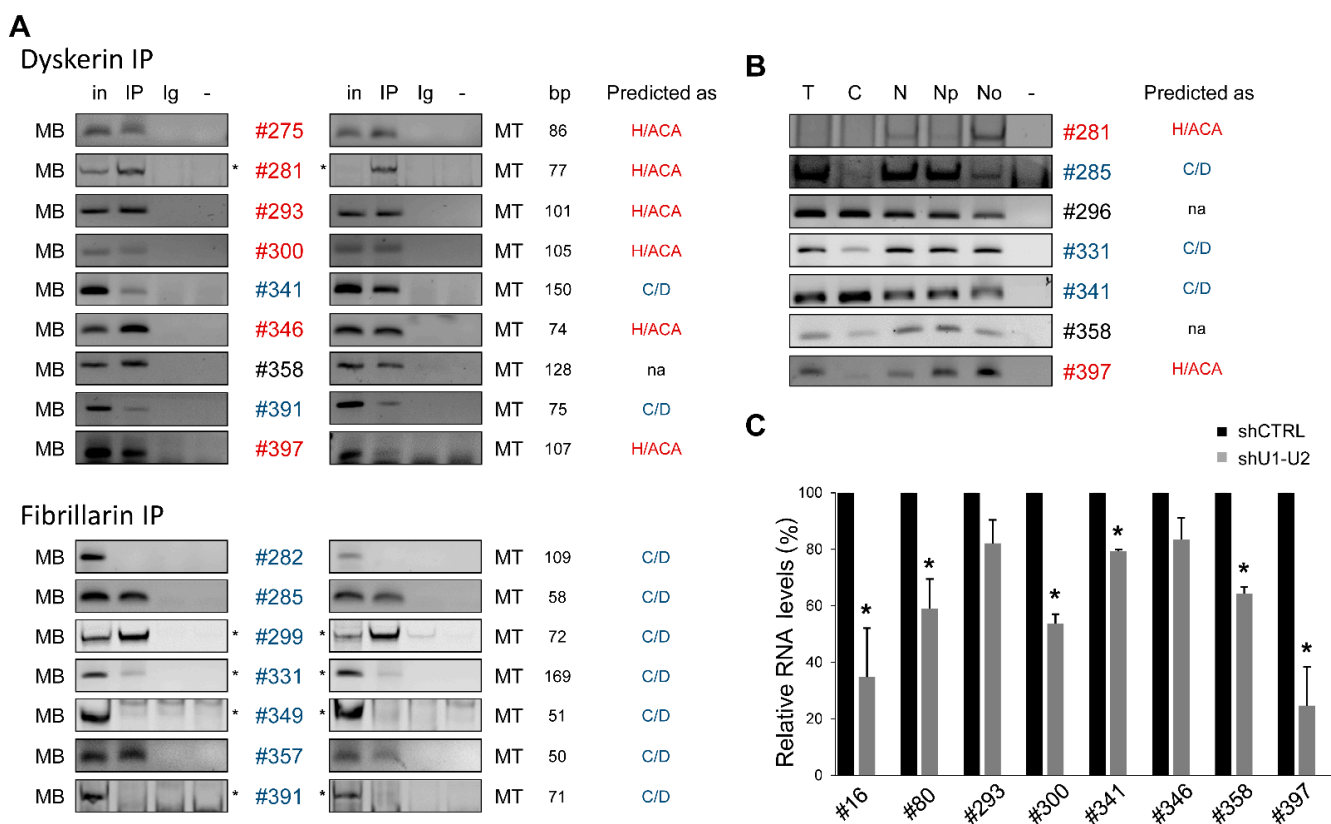 A
Dyskerin IP
in IP Ig - in IP Ig - bp Predicted as
MB #275 MT 86 H/ACA
MB * #281 * MT 77 H/ACA
MB #293 MT 101 H/ACA
MB #300 MT 105 H/ACA
MB #341 MT 150 C/D
MB #346 MT 74 H/ACA
MB #358 MT 128 na
MB #391 MT 75 C/D
MB #397 MT 107 H/ACA
Fibrillarin IP
MB #282 MT 109 C/D
MB #285 MT 58 C/D
MB * #299 * MT 72 C/D
MB * #331 * MT 169 C/D
MB * #349 * MT 51 C/D
MB #357 MT 50 C/D
MB * #391 * MT 71 C/D
B
T C N Np No - Predicted as
#281 H/ACA
#285 C/D
#296 na
#331 C/D
#341 C/D
#358 na
#397 H/ACA
C
shCTRL
shU1-U2
Relative RNA levels (%)
100
80
60
40
20
0
* * * * * *
#16 #80 #293 #300 #341 #346 #358 #397